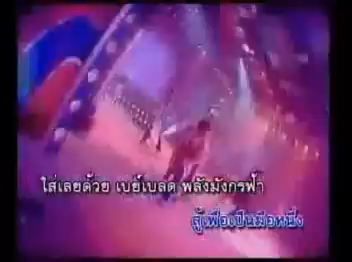 ใส่เลยด้วย เบย์เบลด พลังมังกรฟ้า
สู้เพื่อเป็นมือหนึ่ง